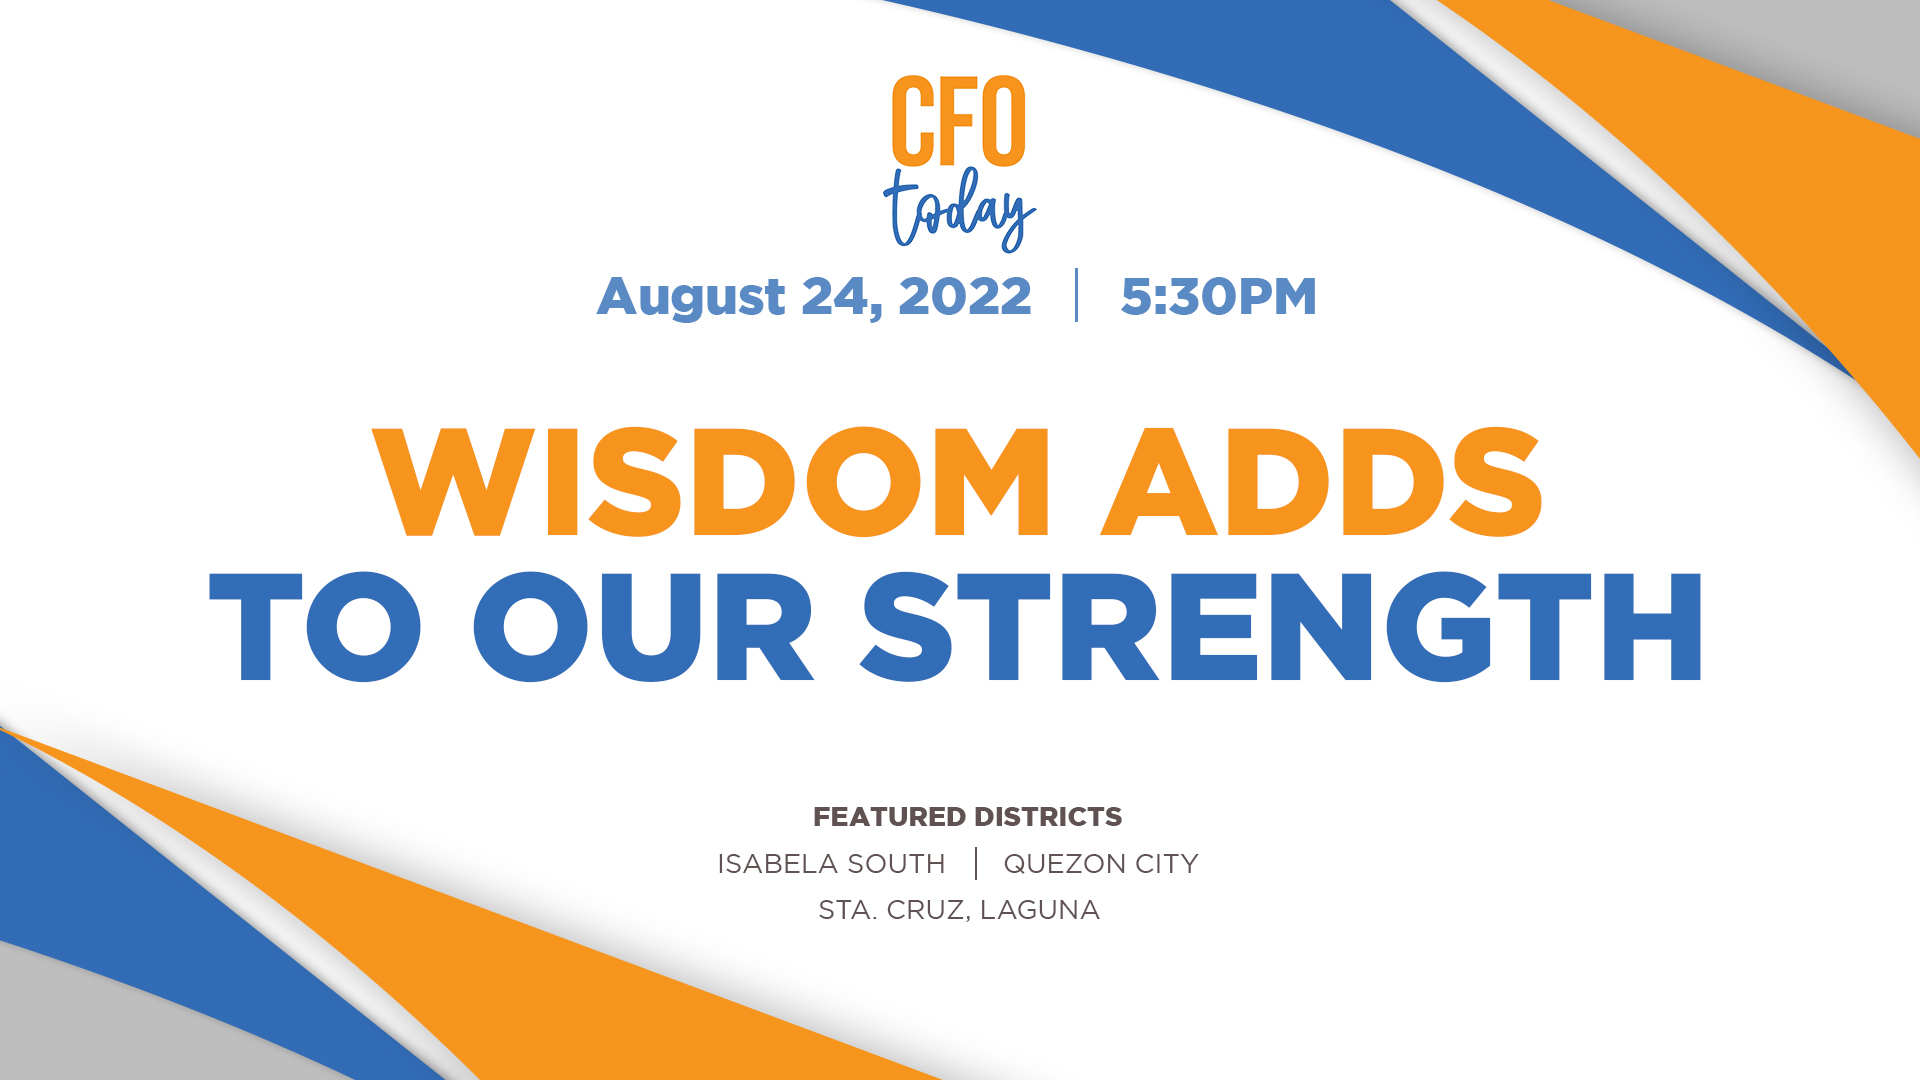 CFO
today
August 24, 2022 | 5:30PM
WISDOM ADDS
TO OUR STRENGTH
FEATURED DISTRICTS
ISABELA SOUTH | QUEZON CITY
STA. CRUZ, LAGUNA